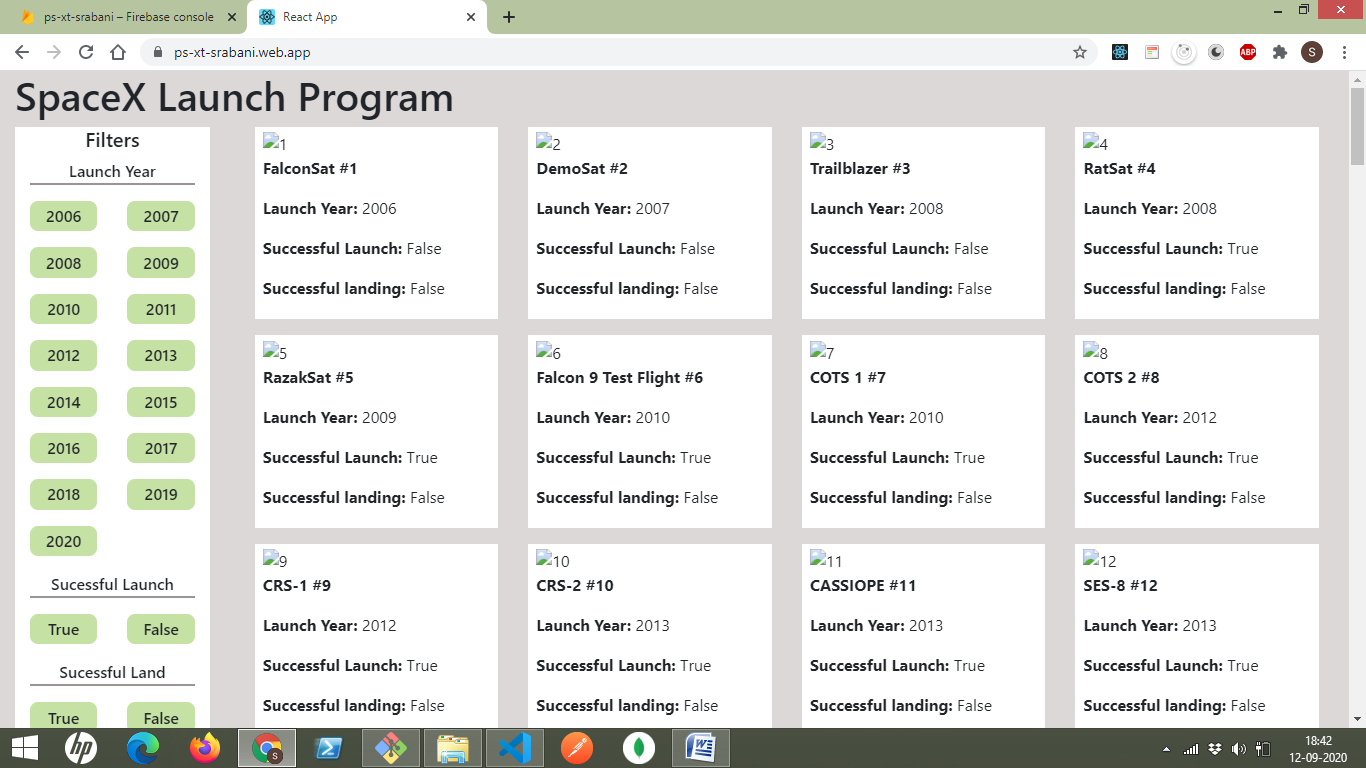 ps-xt-srabani – Firebase console
React App
ps-xt-srabani.web.app
ABP
S
SpaceX Launch Program
Filters
Launch Year
2006 2007
2008 2009
2010 2011
2012 2013
2014 2015
2016 2017
2018 2019
2020
Sucessful Launch
True False
Sucessful Land
True False
1
FalconSat #1
Launch Year: 2006
Successful Launch: False
Successful landing: False
2
DemoSat #2
Launch Year: 2007
Successful Launch: False
Successful landing: False
3
Trailblazer #3
Launch Year: 2008
Successful Launch: False
Successful landing: False
4
RatSat #4
Launch Year: 2008
Successful Launch: True
Successful landing: False
5
RazakSat #5
Launch Year: 2009
Successful Launch: True
Successful landing: False
6
Falcon 9 Test Flight #6
Launch Year: 2010
Successful Launch: True
Successful landing: False
7
COTS 1 #7
Launch Year: 2010
Successful Launch: True
Successful landing: False
8
COTS 2 #8
Launch Year: 2012
Successful Launch: True
Successful landing: False
9
CRS-1 #9
Launch Year: 2012
Successful Launch: True
Successful landing: False
10
CRS-2 #10
Launch Year: 2013
Successful Launch: True
Successful landing: False
11
CASSIOPE #11
Launch Year: 2013
Successful Launch: True
Successful landing: False
12
SES-8 #12
Launch Year: 2013
Successful Launch: True
Successful landing: False
hp
S
W
18:42
12-09-2020